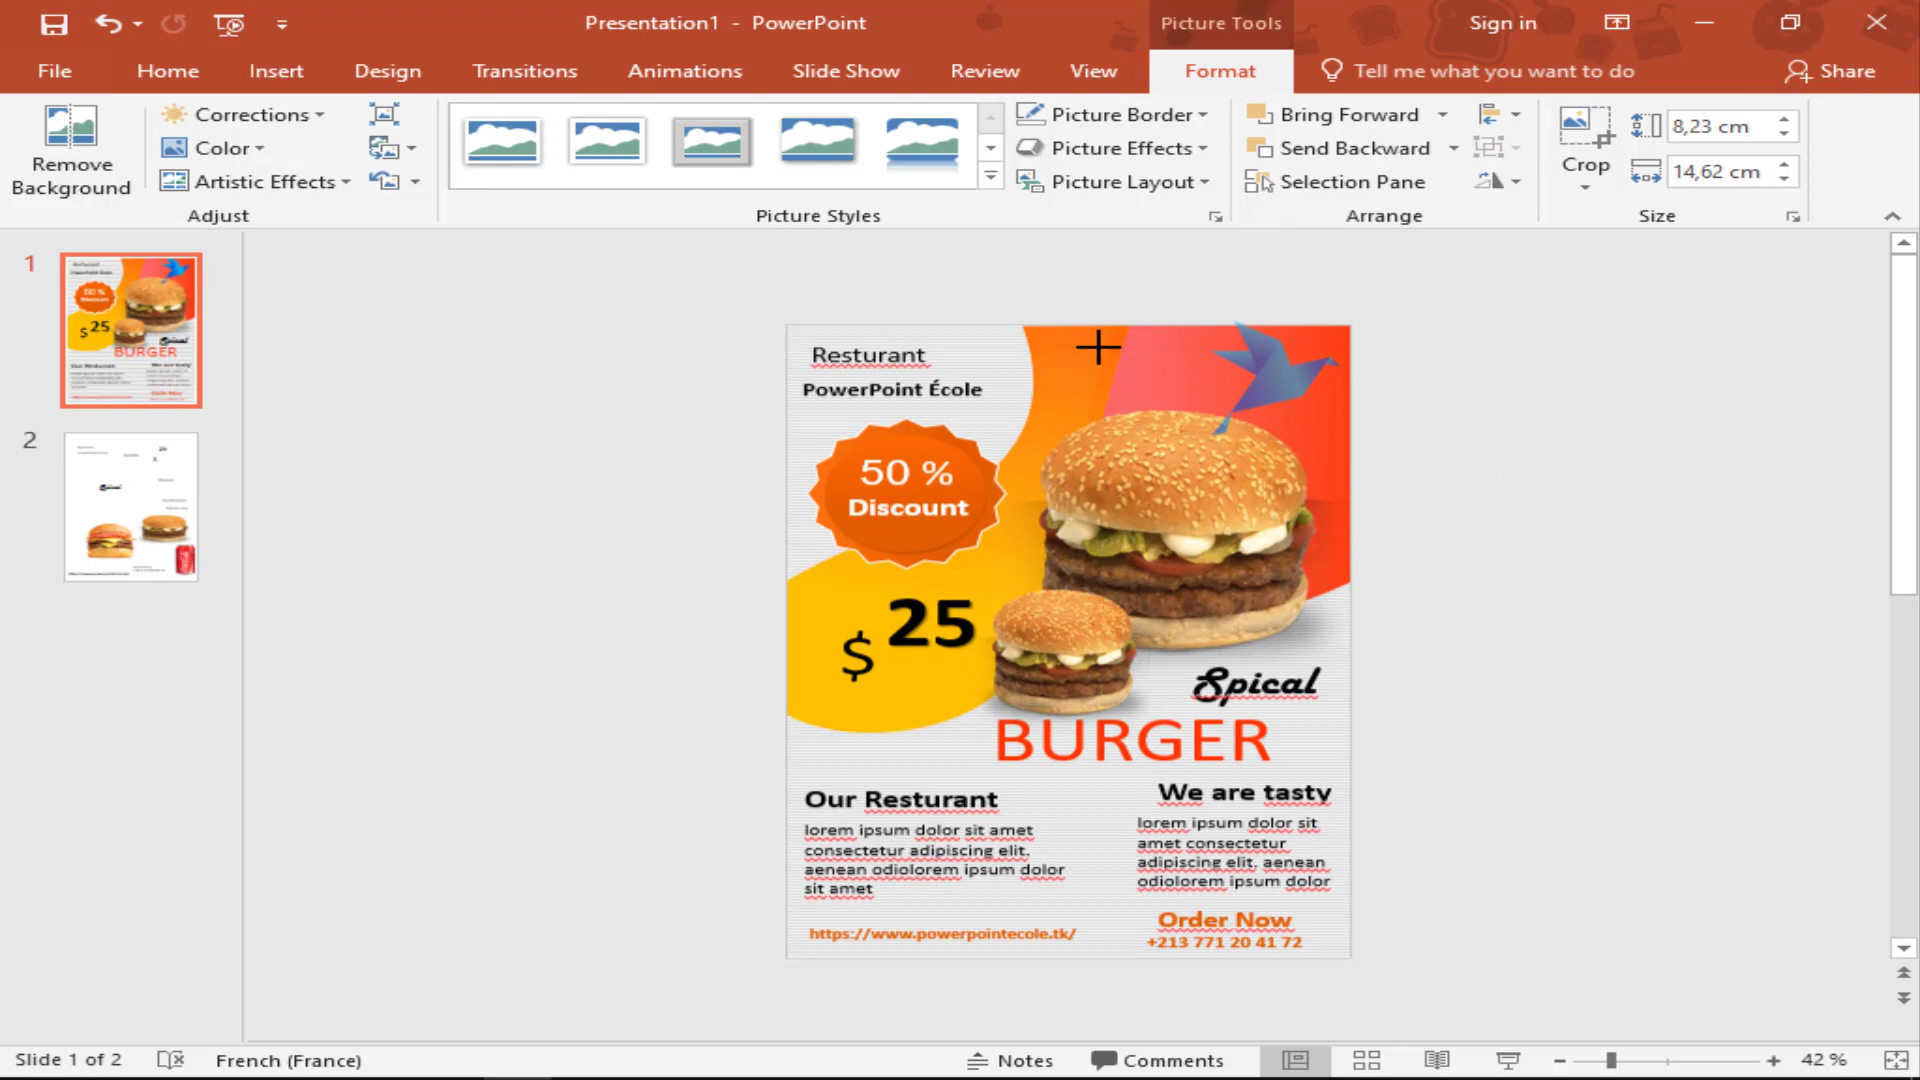 Presentation1 - PowerPoint
Picture Tools
Sign in
File
Home
Insert
Design
Transitions
Animations
Slide Show
Review
View
Format
Tell me what you want to do
Share
Remove
Background
Corrections
Color
Artistic Effects
Adjust
Picture Styles
Picture Border
Picture Effects
Picture Layout
Bring Forward
Send Backward
Selection Pane
Arrange
Crop
8,23 cm
14,62 cm
Size
1
2
Resturant
PowerPoint École
50 %
Discount
$ 25
Spical
BURGER
Our Resturant
lorem ipsum dolor sit amet
consectetur adipiscing elit.
aenean odiolorem ipsum dolor
sit amet
https://www.powerpointecole.tk/
We are tasty
lorem ipsum dolor sit
amet consectetur
adipiscing elit. aenean
odiolorem ipsum dolor
Order Now
+213 771 20 41 72
Slide 1 of 2
French (France)
Notes
Comments
42 %